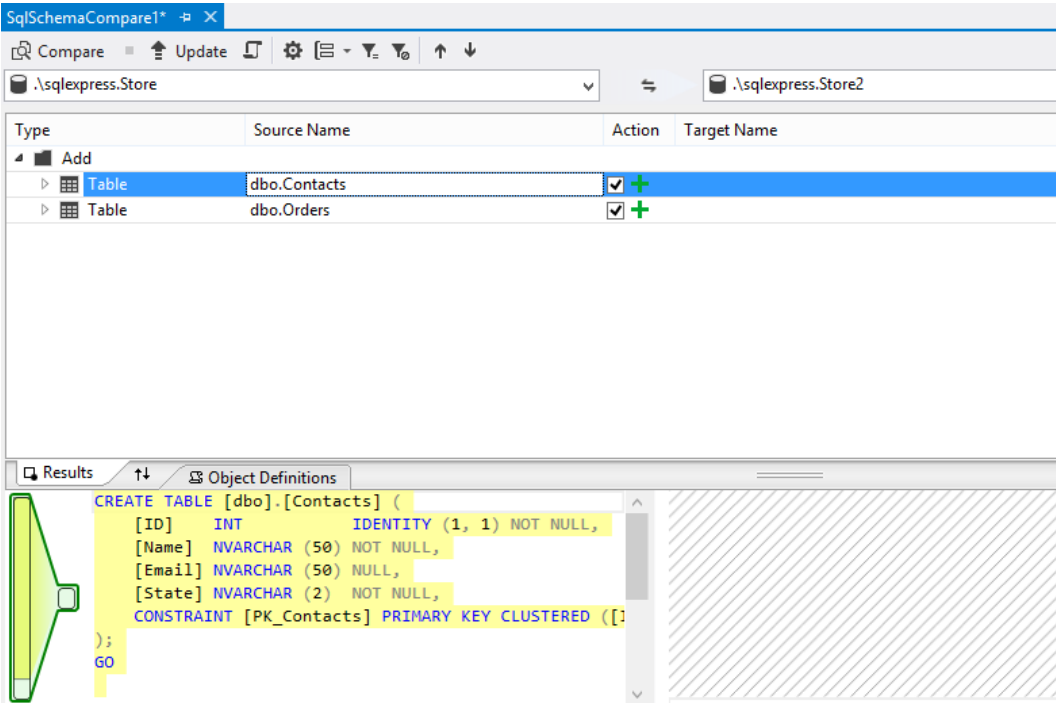 SqlSchemaCompare1*
Compare Update
.\sqlexpress.Store .\sqlexpress.Store2
Type Source Name Action Target Name
Add
Table dbo.Contacts
Table dbo.Orders
Results Object Definitions
CREATE TABLE [dbo].[Contacts] (
[ID] INT IDENTITY (1, 1) NOT NULL,
[Name] NVARCHAR (50) NOT NULL,
[Email] NVARCHAR (50) NULL,
[State] NVARCHAR (2) NOT NULL,
CONSTRAINT [PK_Contacts] PRIMARY KEY CLUSTERED ([
);
GO